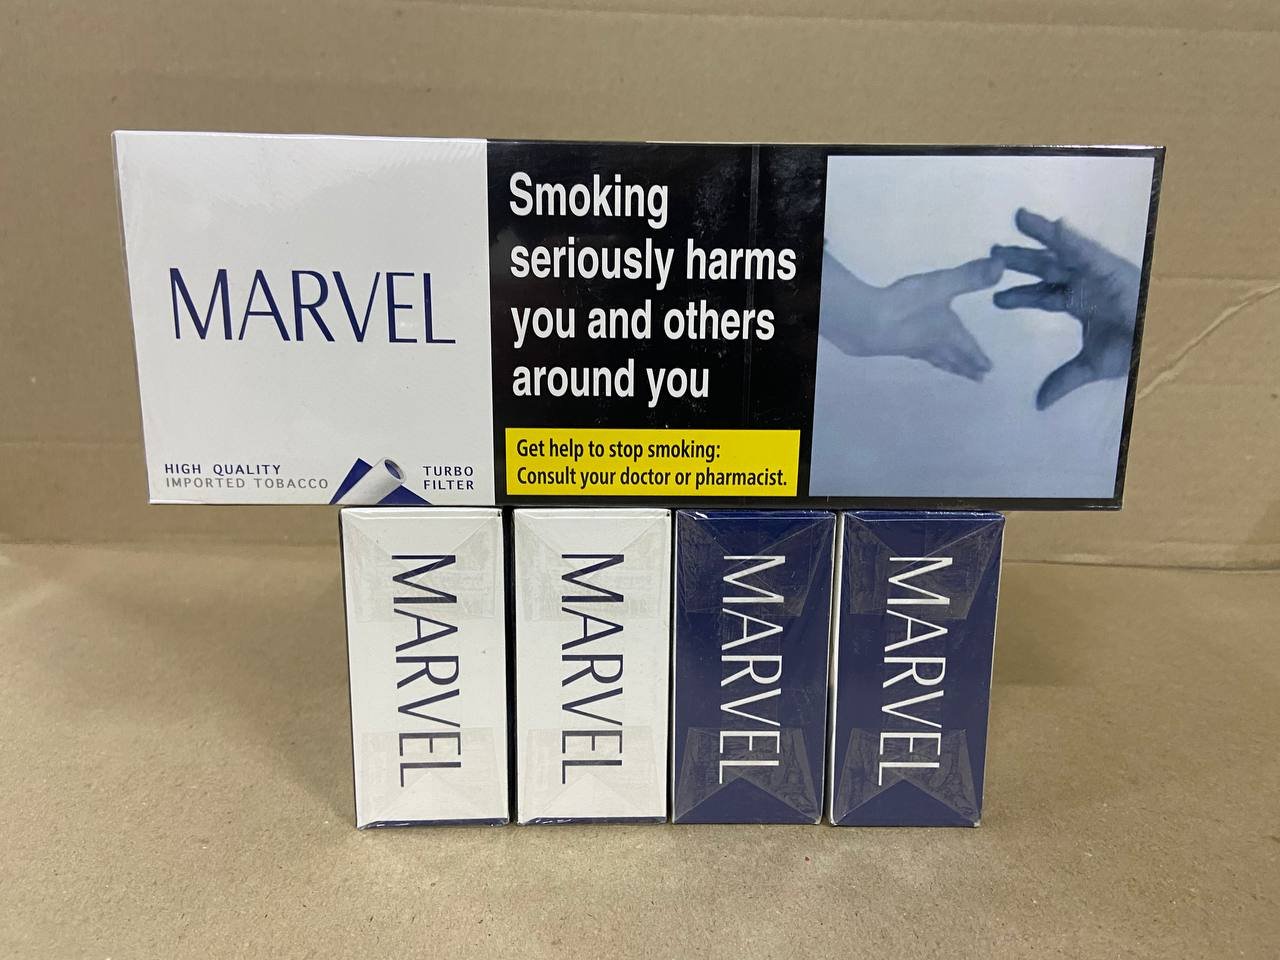 MARVEL
HIGH QUALITY
IMPORTED TOBACCO
TURBO
FILTER
Smoking
seriously harms
you and others
around you
Get help to stop smoking:
Consult your doctor or pharmacist.
MARVEL
MARVEL
MARVEL
MARVEL